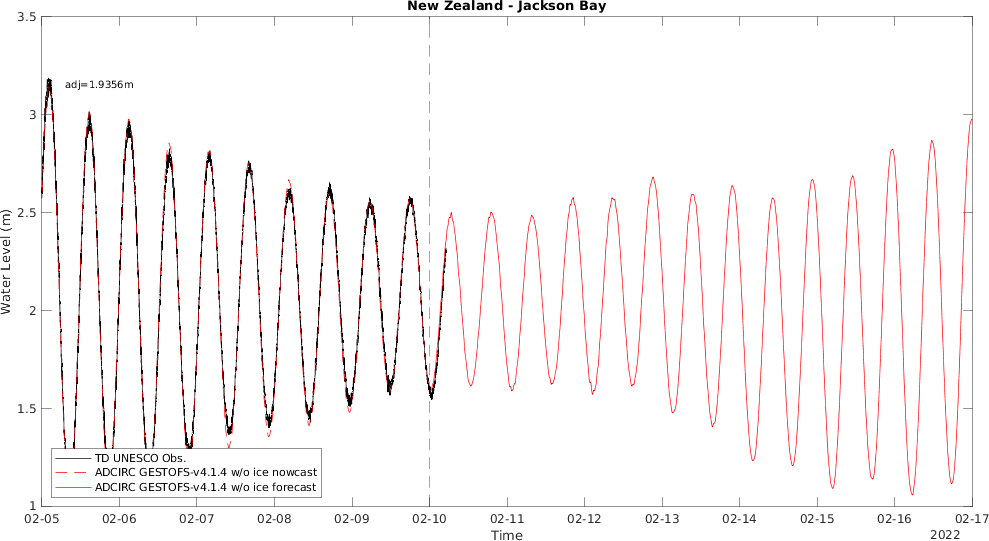 New Zealand - Jackson Bay
3.5
adj=1.9356m
3
2.5
Water Level (m)
2
1.5
TD UNESCO Obs.
ADCIRC GESTOFS-v4.1.4 w/o ice nowcast
ADCIRC GESTOFS-v4.1.4 w/o ice forecast
1
02-05 02-06 02-07 02-08 02-09 02-10 02-11 02-12 02-13 02-14 02-15 02-16 02-17
Time
2022